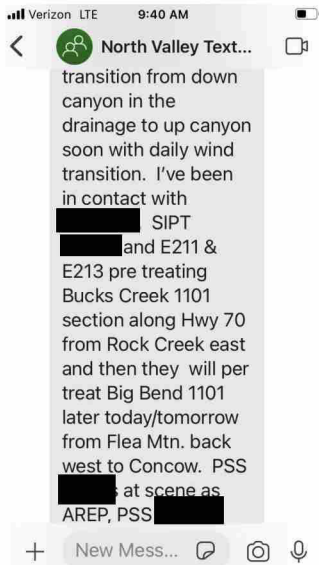 Verizon LTE 9:40 AM
North Valley Text...
transition from down
canyon in the
drainage to up canyon
soon with daily wind
transition. I've been
in contact with
SIPT
and E211 &
E213 pre treating
Bucks Creek 1101
section along Hwy 70
from Rock Creek east
and then they will per
treat Big Bend 1101
later today/tomorrow
from Flea Mtn. back
west to Concow. PSS
s at scene as
AREP, PSS
New Mess...